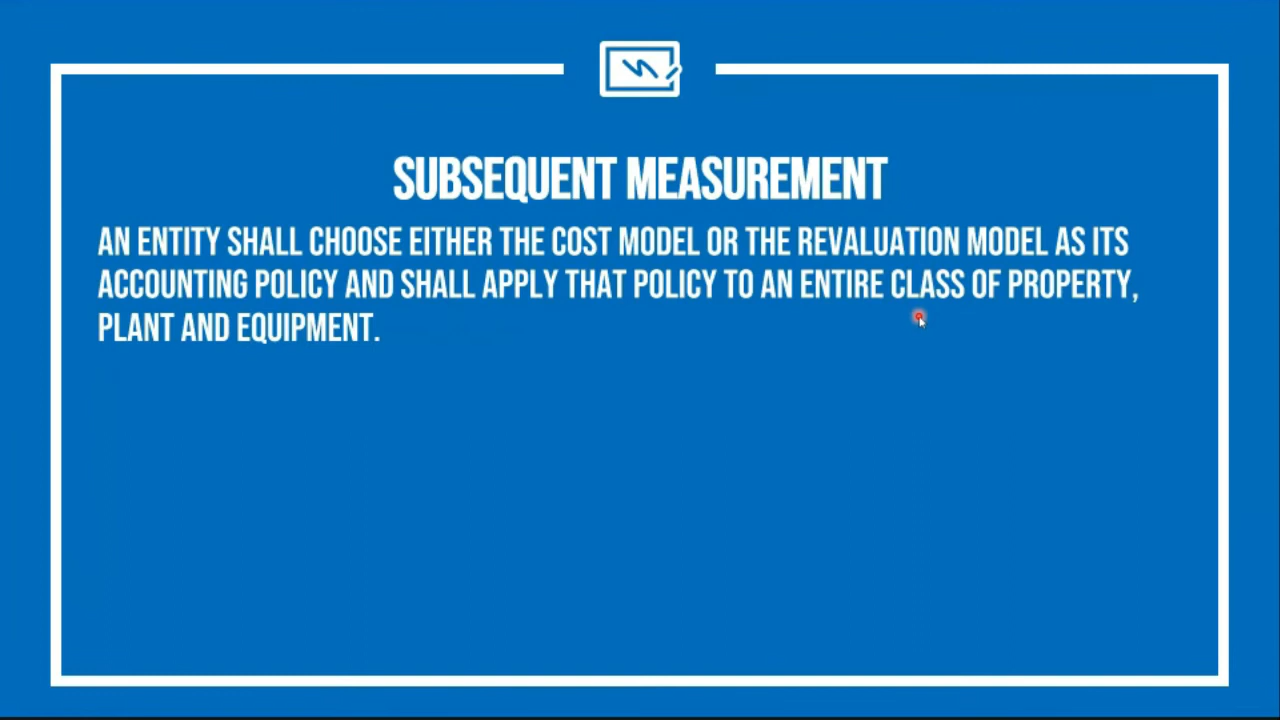 SUBSEQUENT MEASUREMENT
AN ENTITY SHALL CHOOSE EITHER THE COST MODEL OR THE REVALUATION MODEL AS ITS
ACCOUNTING POLICY AND SHALL APPLY THAT POLICY TO AN ENTIRE CLASS OF PROPERTY,
PLANT AND EQUIPMENT.